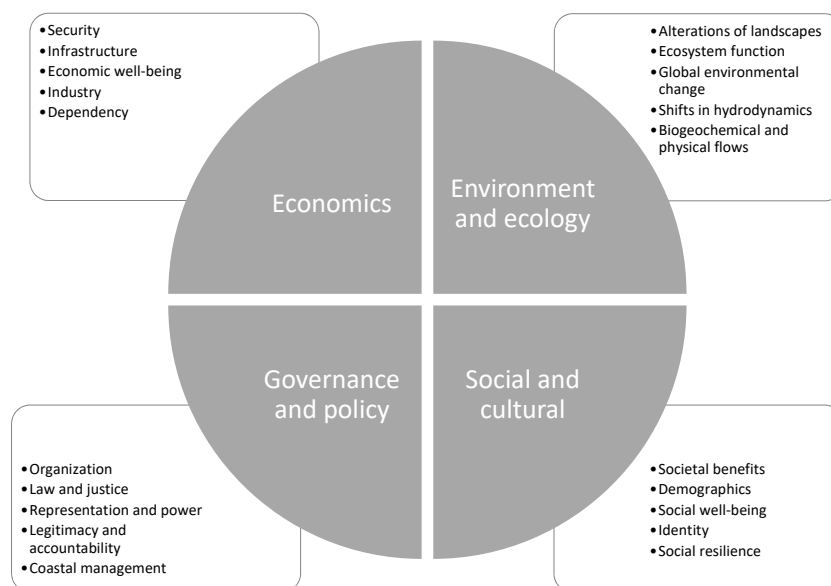 • Security
• Infrastructure
• Economic well-being
• Industry
• Dependency
• Alterations of landscapes
• Ecosystem function
• Global environmental
change
• Shifts in hydrodynamics
• Biogeochemical and
physical flows
Economics
Environment
and ecology
Governance
and policy
Social and
cultural
• Organization
• Law and justice
• Representation and power
• Legitimacy and
accountability
• Coastal management
• Societal benefits
• Demographics
• Social well-being
• Identity
• Social resilience